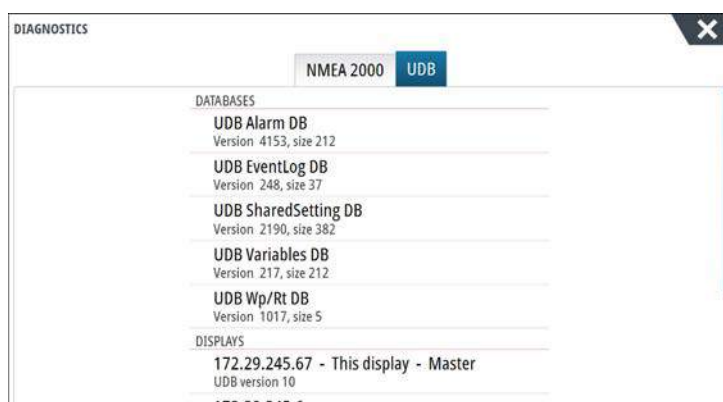 DIAGNOSTICS
NMEA 2000 UDB
DATABASES
UDB Alarm DB
Version 4153, size 212
UDB EventLog DB
Version 248, size 37
UDB SharedSetting DB
Version 2190, size 382
UDB Variables DB
Version 217, size 212
UDB Wp/Rt DB
Version 1017, size 5
DISPLAYS
172.29.245.67 - This display - Master
UDB version 10